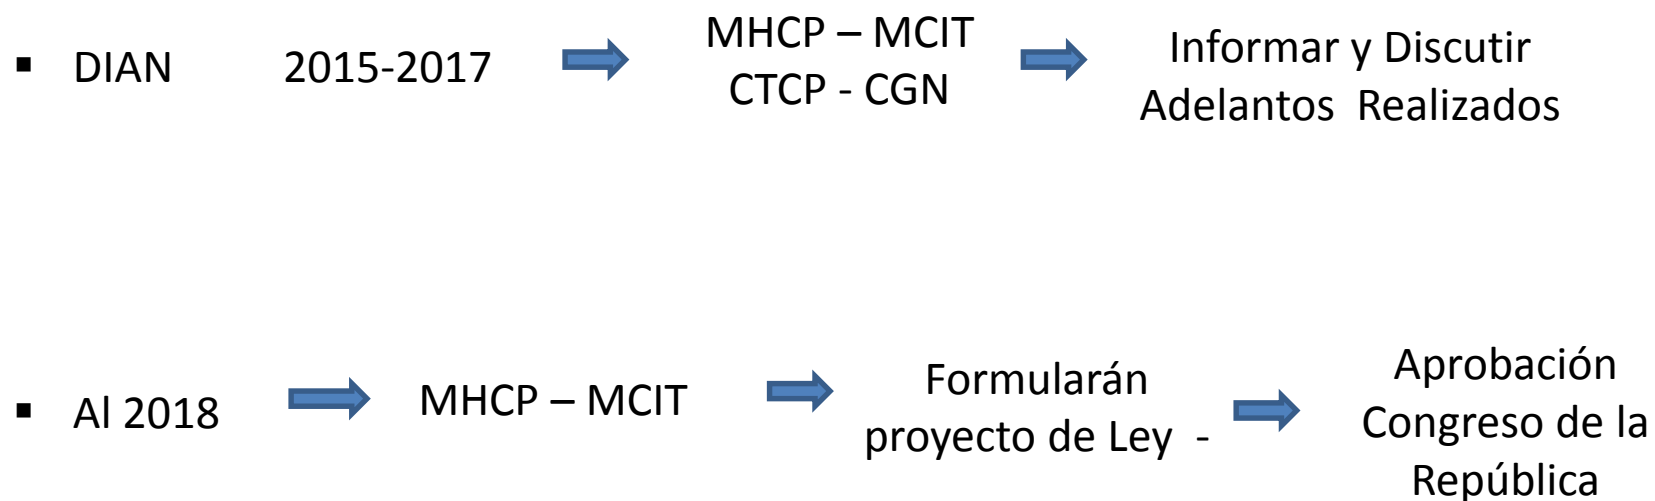 ▪ DIAN 2015-2017
MHCP – MCIT
CTCP - CGN
Informar y Discutir
Adelantos Realizados
▪ Al 2018
MHCP – MCIT
Formularán
proyecto de Ley -
Aprobación
Congreso de la
República